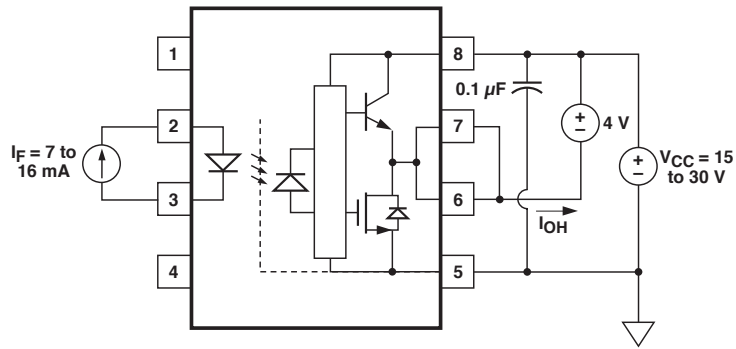 1
2
3
4
I_F = 7 to
16 mA
8
7
6
5
0.1 µF
+
–
4 V
+
–
V_CC = 15
to 30 V
I_OH